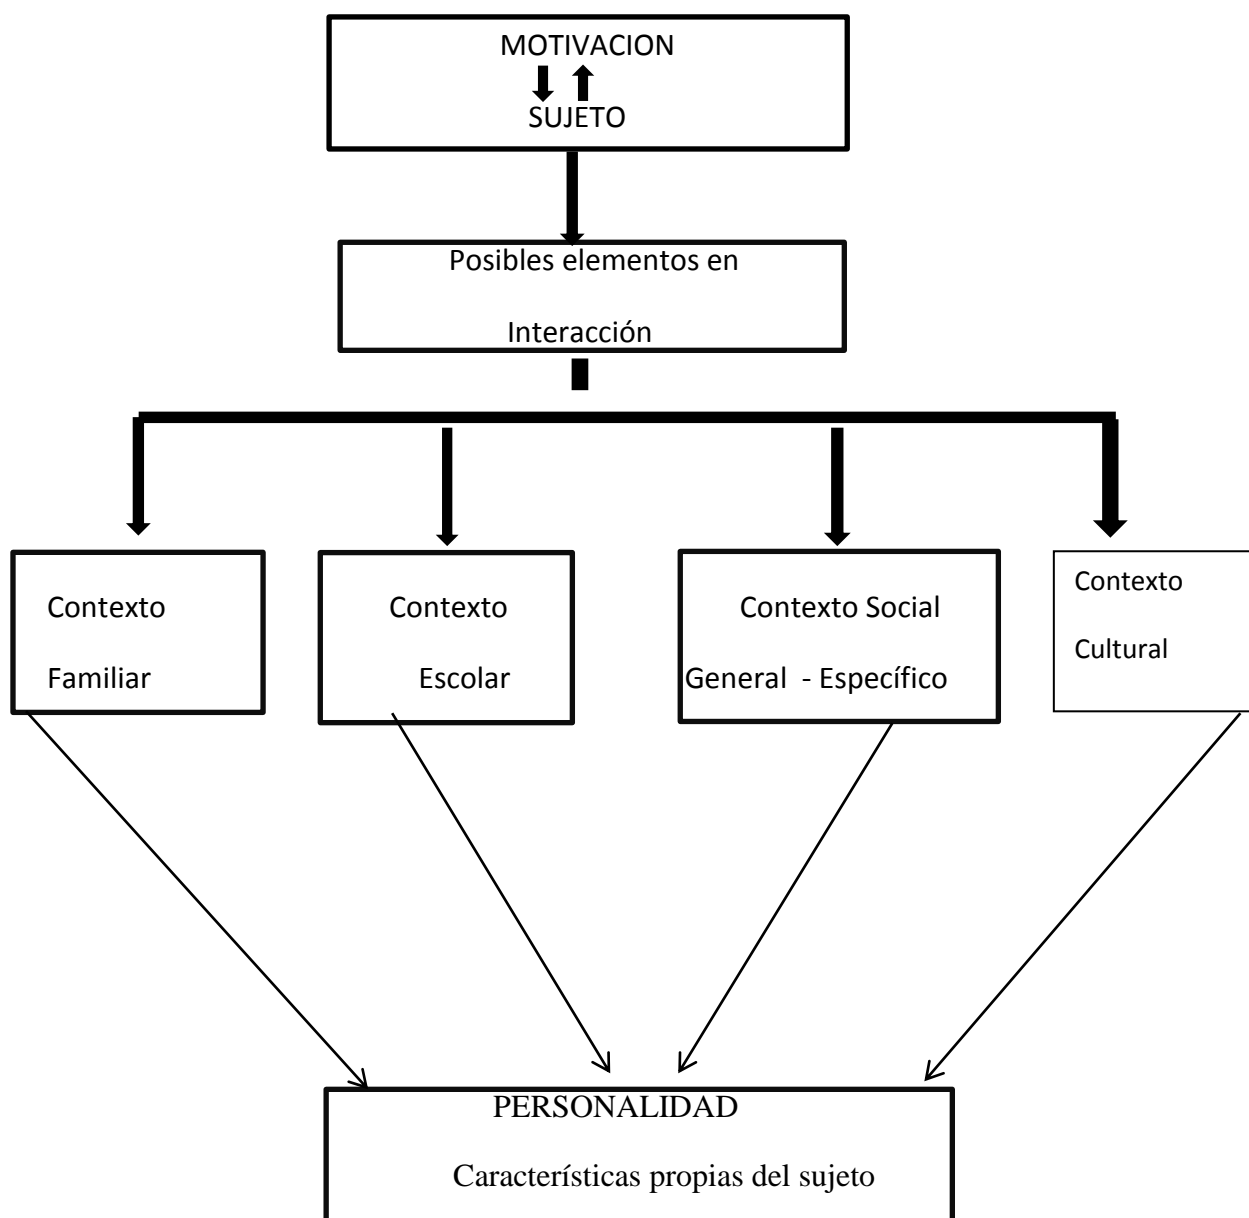 MOTIVACION
SUJETO
Posibles elementos en
Interacción
Contexto
Familiar
Contexto
Escolar
Contexto Social
General - Específico
Contexto
Cultural
PERSONALIDAD
Características propias del sujeto